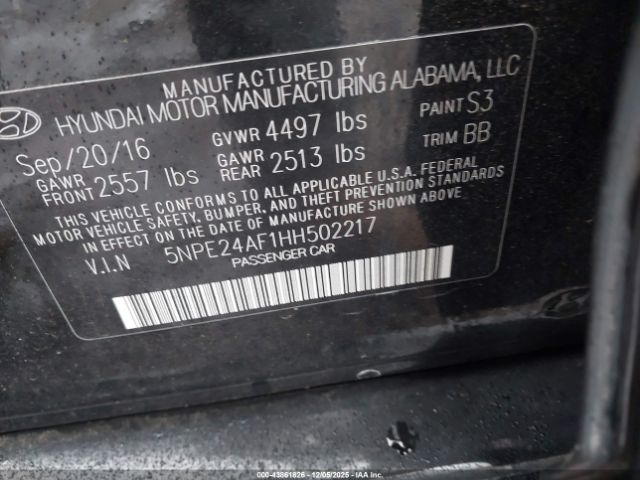 MANUFACTURED BY
HYUNDAI MOTOR MANUFACTURING ALABAMA, LLC
Sep/20/16 GVWR 4497 lbs PAINT S3
GAWR FRONT 2557 lbs GAWR REAR 2513 lbs TRIM BB
THIS VEHICLE CONFORMS TO ALL APPLICABLE U.S.A. FEDERAL
MOTOR VEHICLE SAFETY, BUMPER, AND THEFT PREVENTION STANDARDS
IN EFFECT ON THE DATE OF MANUFACTURE SHOWN ABOVE.
V.I.N 5NPE24AF1HH502217
PASSENGER CAR
000-43861826 - 12/05/2025 - IAA Inc.